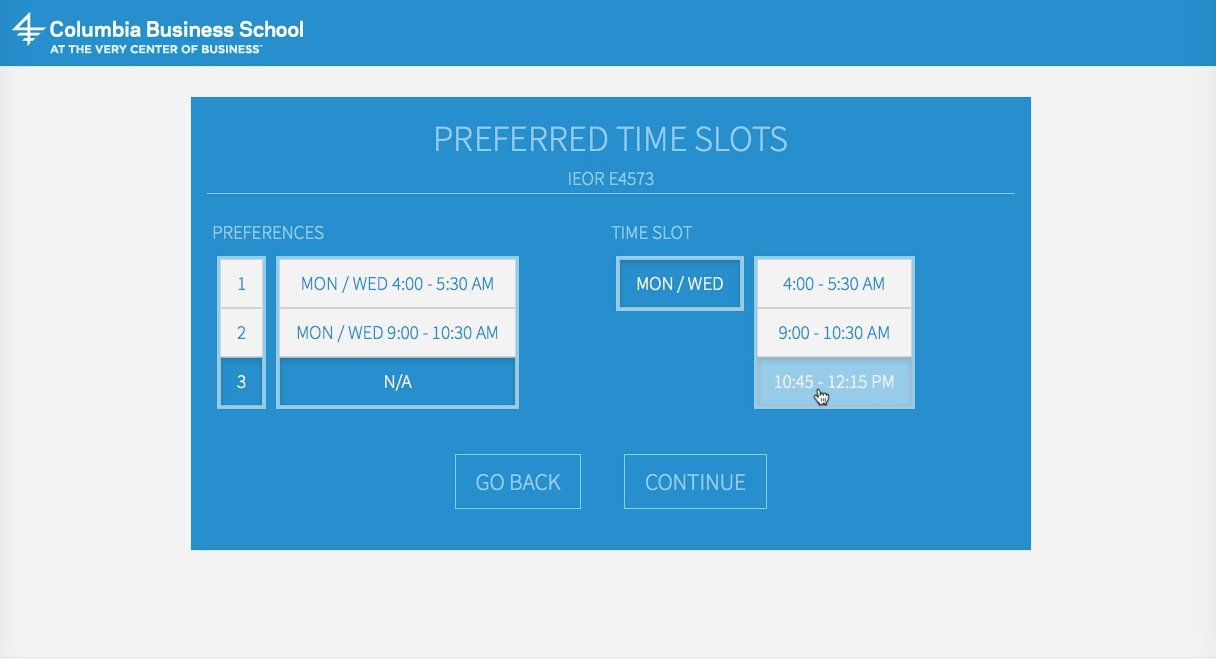 Columbia Business School
AT THE VERY CENTER OF BUSINESS™
PREFERRED TIME SLOTS
IEOR E4573
PREFERENCES
1 MON / WED 4:00 - 5:30 AM
2 MON / WED 9:00 - 10:30 AM
3 N/A
TIME SLOT
MON / WED
4:00 - 5:30 AM
9:00 - 10:30 AM
10:45 - 12:15 PM
GO BACK
CONTINUE